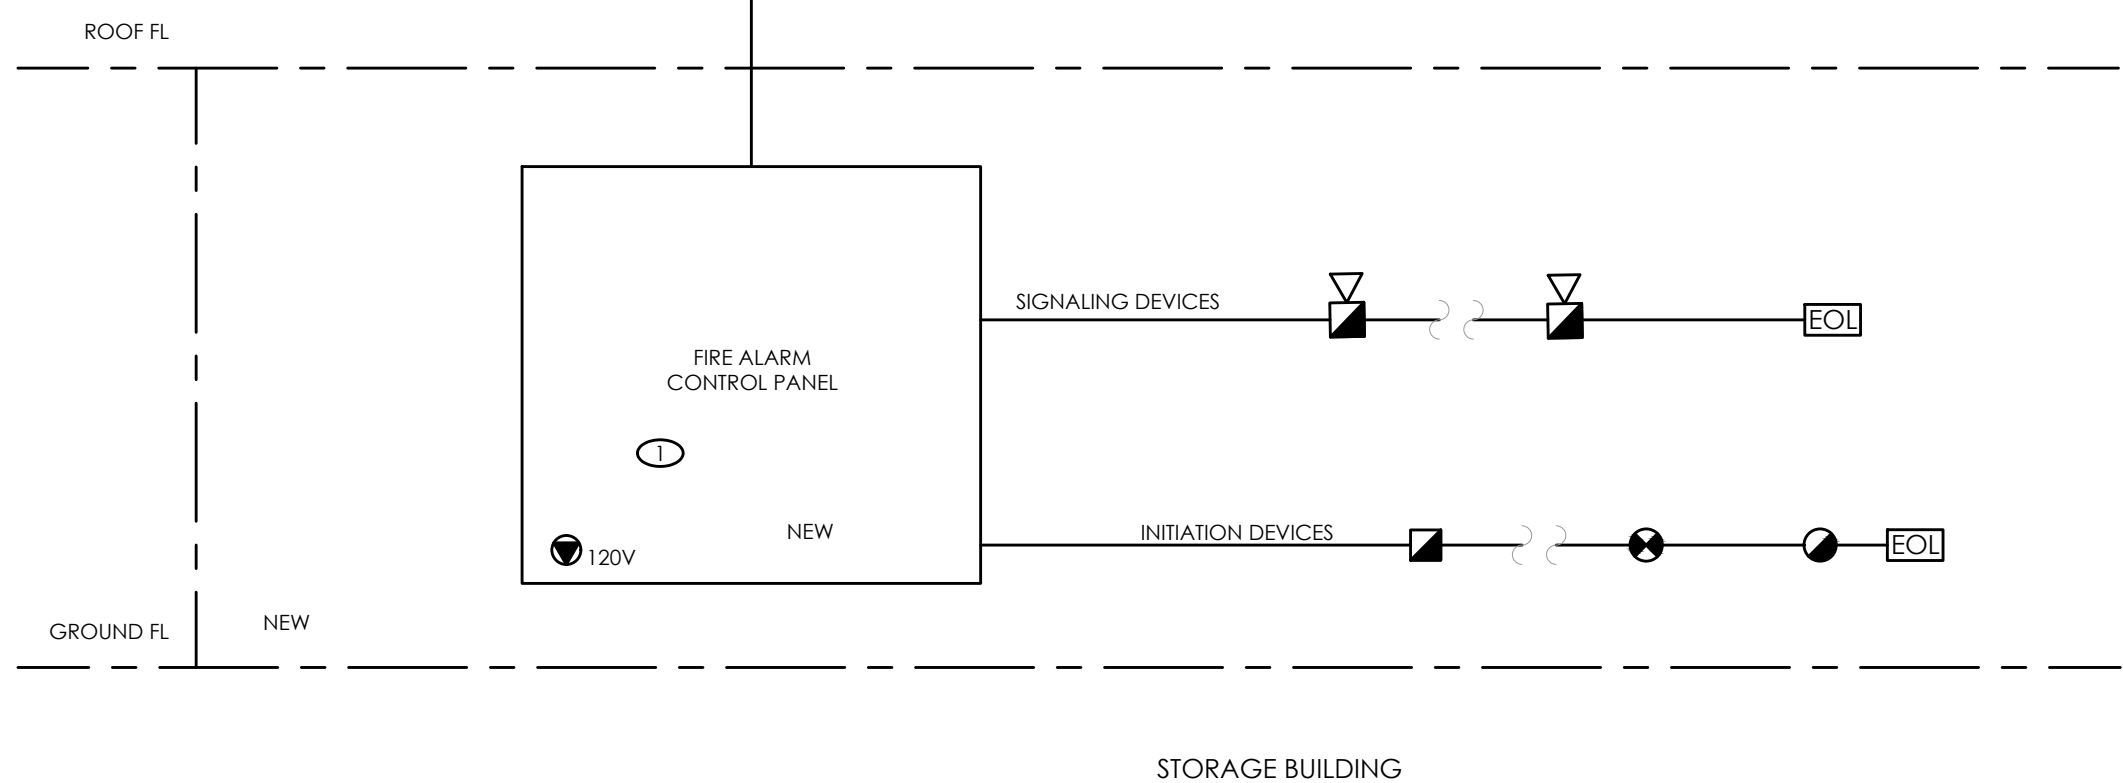 ROOF FL
SIGNALING DEVICES
EOL
FIRE ALARM
CONTROL PANEL
1
NEW
120V
INITIATION DEVICES
EOL
GROUND FL
NEW
STORAGE BUILDING